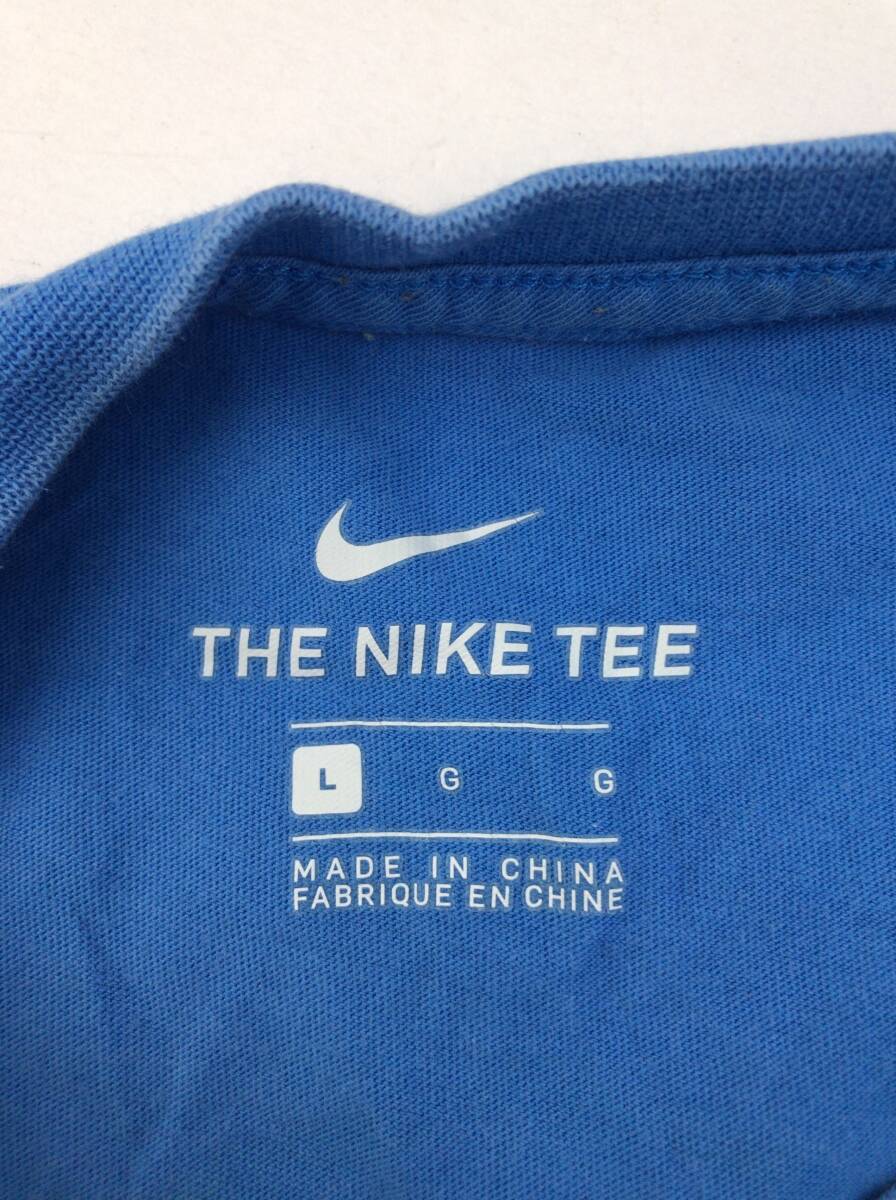 THE NIKE TEE
L G G
MADE IN CHINA
FABRIQUE EN CHINE